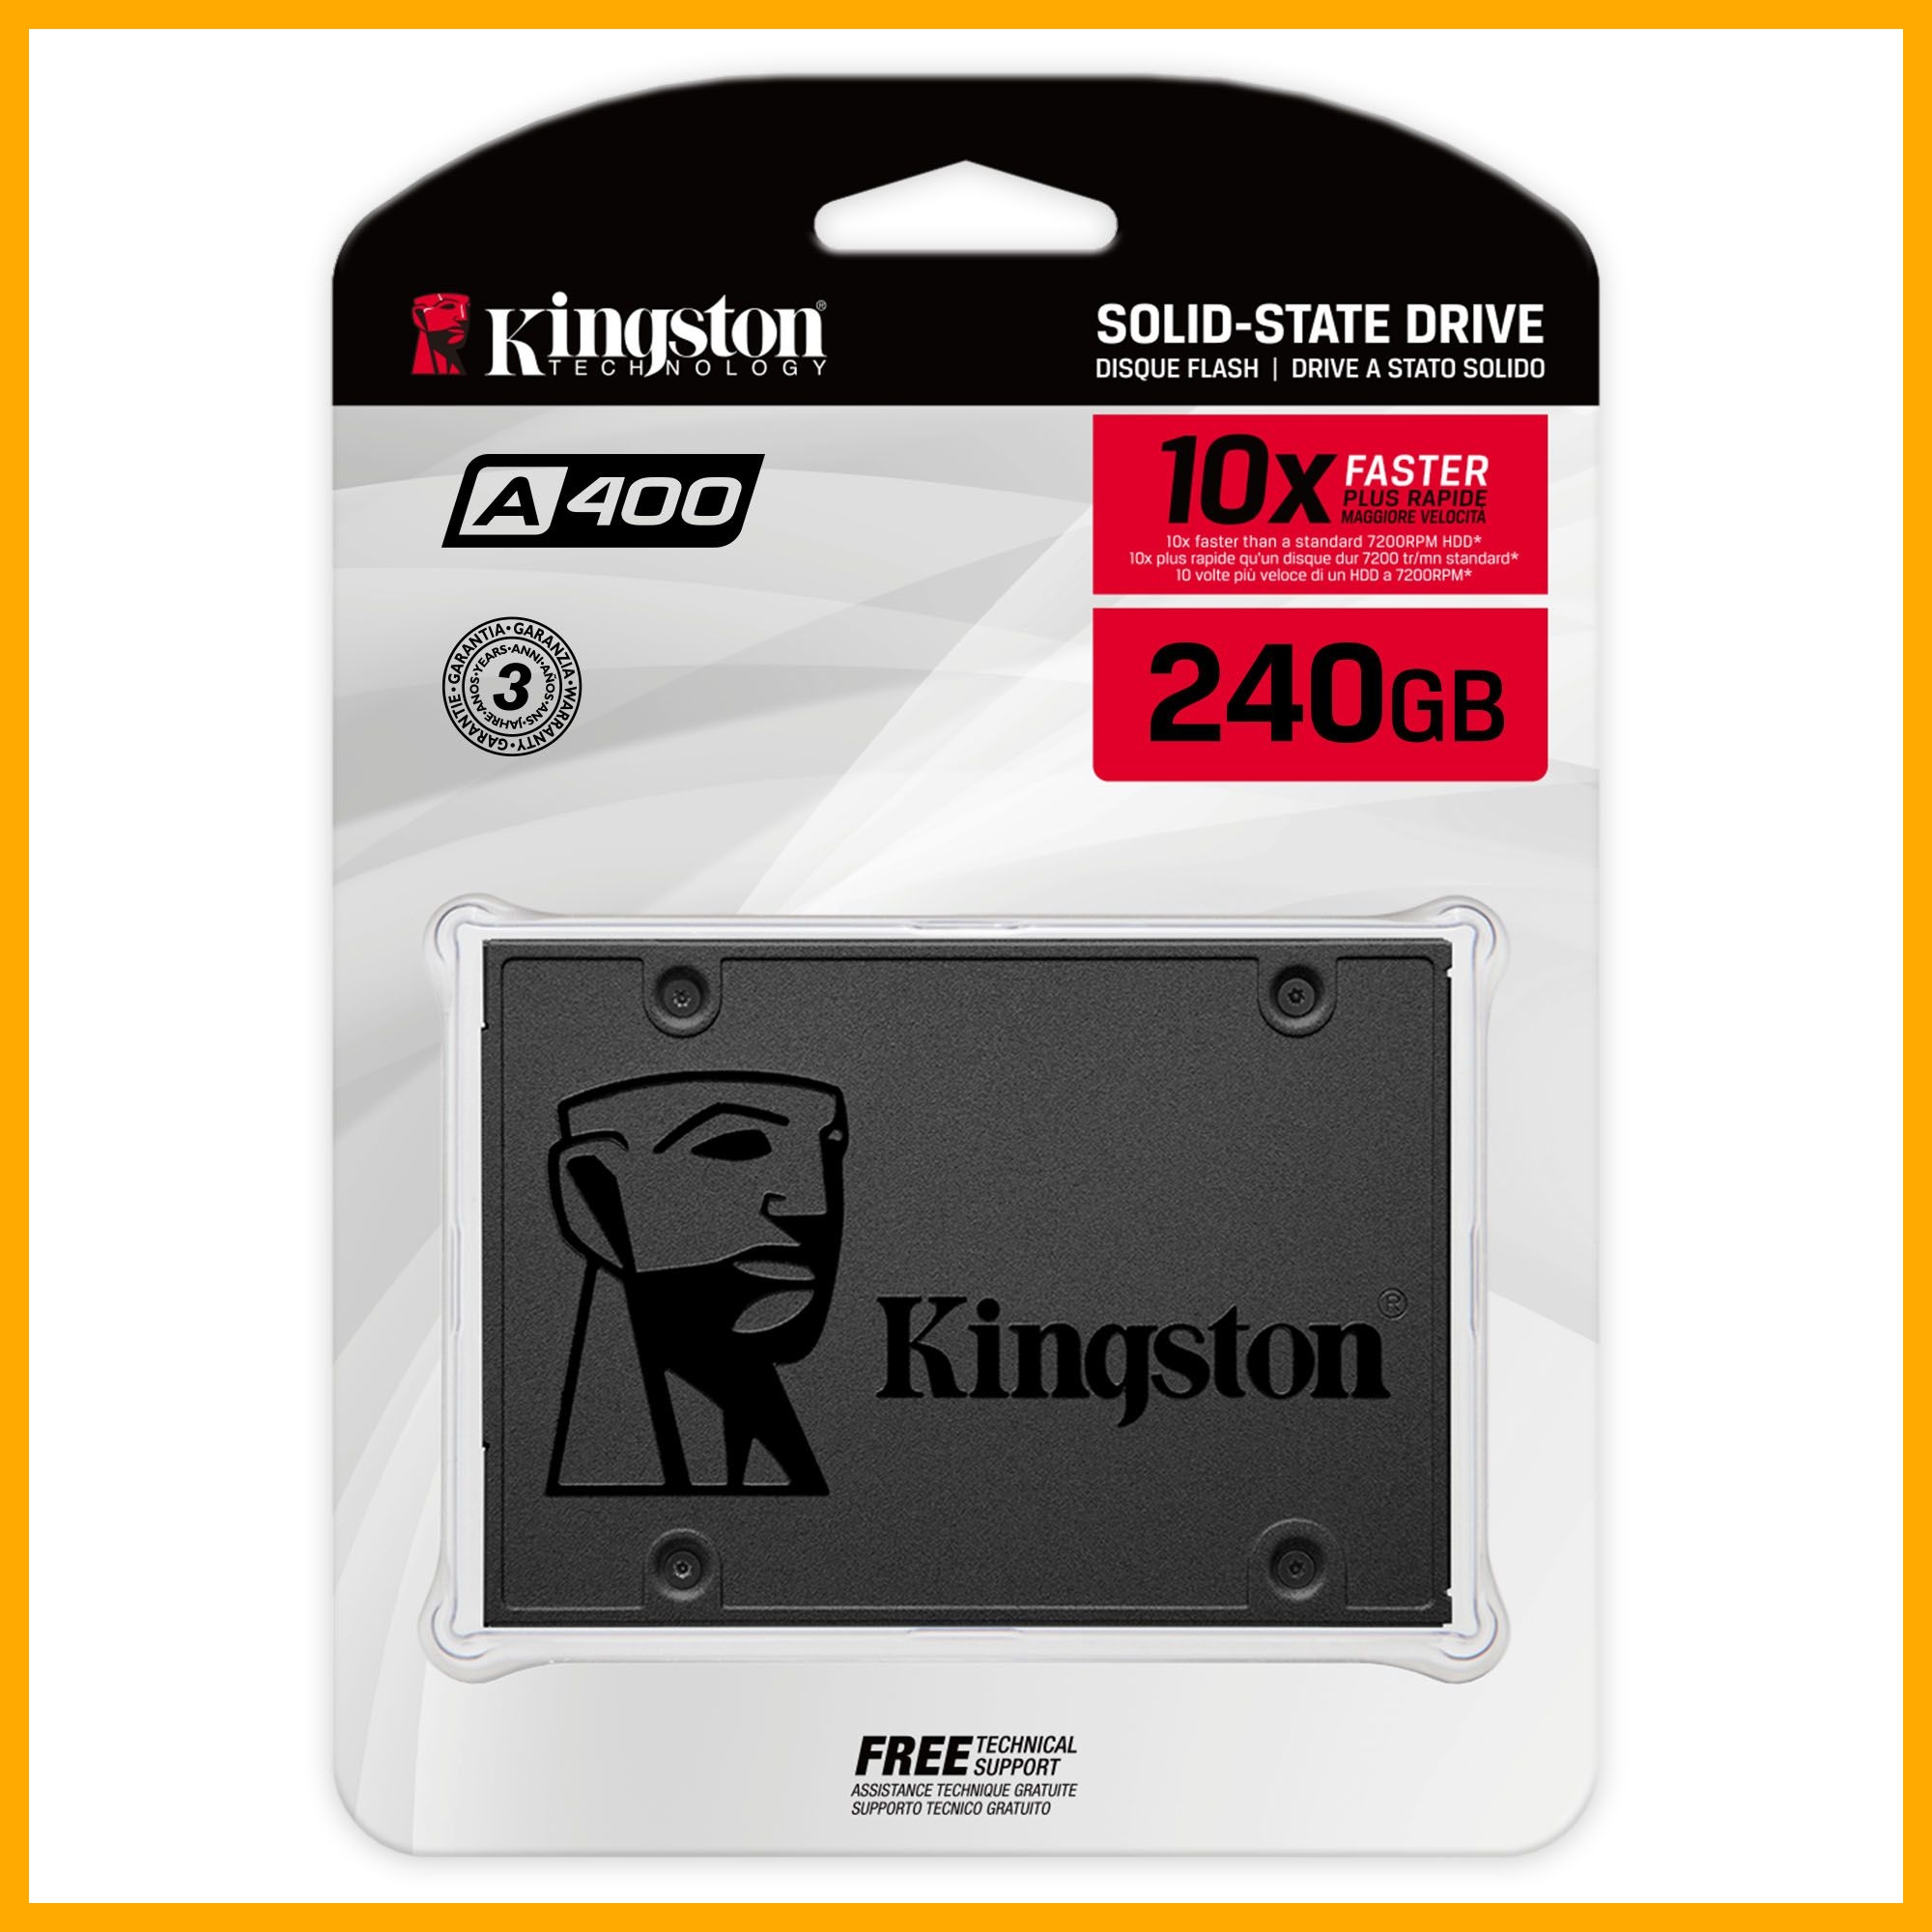 Kingston®
TECHNOLOGY
SOLID-STATE DRIVE
DISQUE FLASH | DRIVE A STATO SOLIDO
A400
10x FASTER
PLUS RAPIDE
MAGGIORE VELOCITÀ
10x faster than a standard 7200RPM HDD*
10x plus rapide qu'un disque dur 7200 tr/mn standard*
10 volte più veloce di un HDD a 7200RPM*
240GB
GARANTIE•GARANTIA•GARANZIA•WARRANTY•
AÑOS•ANS•JAHRE•ANOS•YEARS•ANNI•
3
Kingston®
FREE TECHNICAL
SUPPORT
ASSISTANCE TECHNIQUE GRATUITE
SUPPORTO TECNICO GRATUITO